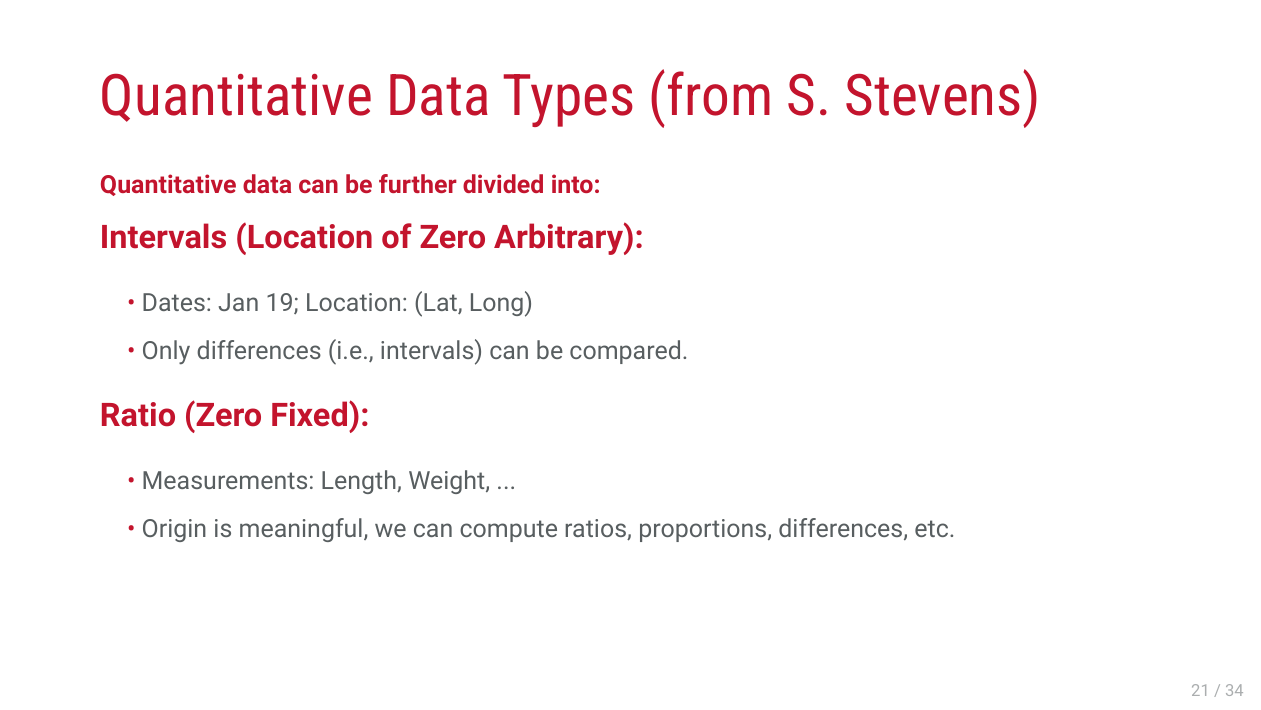 Quantitative Data Types (from S. Stevens)
Quantitative data can be further divided into:
Intervals (Location of Zero Arbitrary):
• Dates: Jan 19; Location: (Lat, Long)
• Only differences (i.e., intervals) can be compared.
Ratio (Zero Fixed):
• Measurements: Length, Weight, ...
• Origin is meaningful, we can compute ratios, proportions, differences, etc.
21 / 34